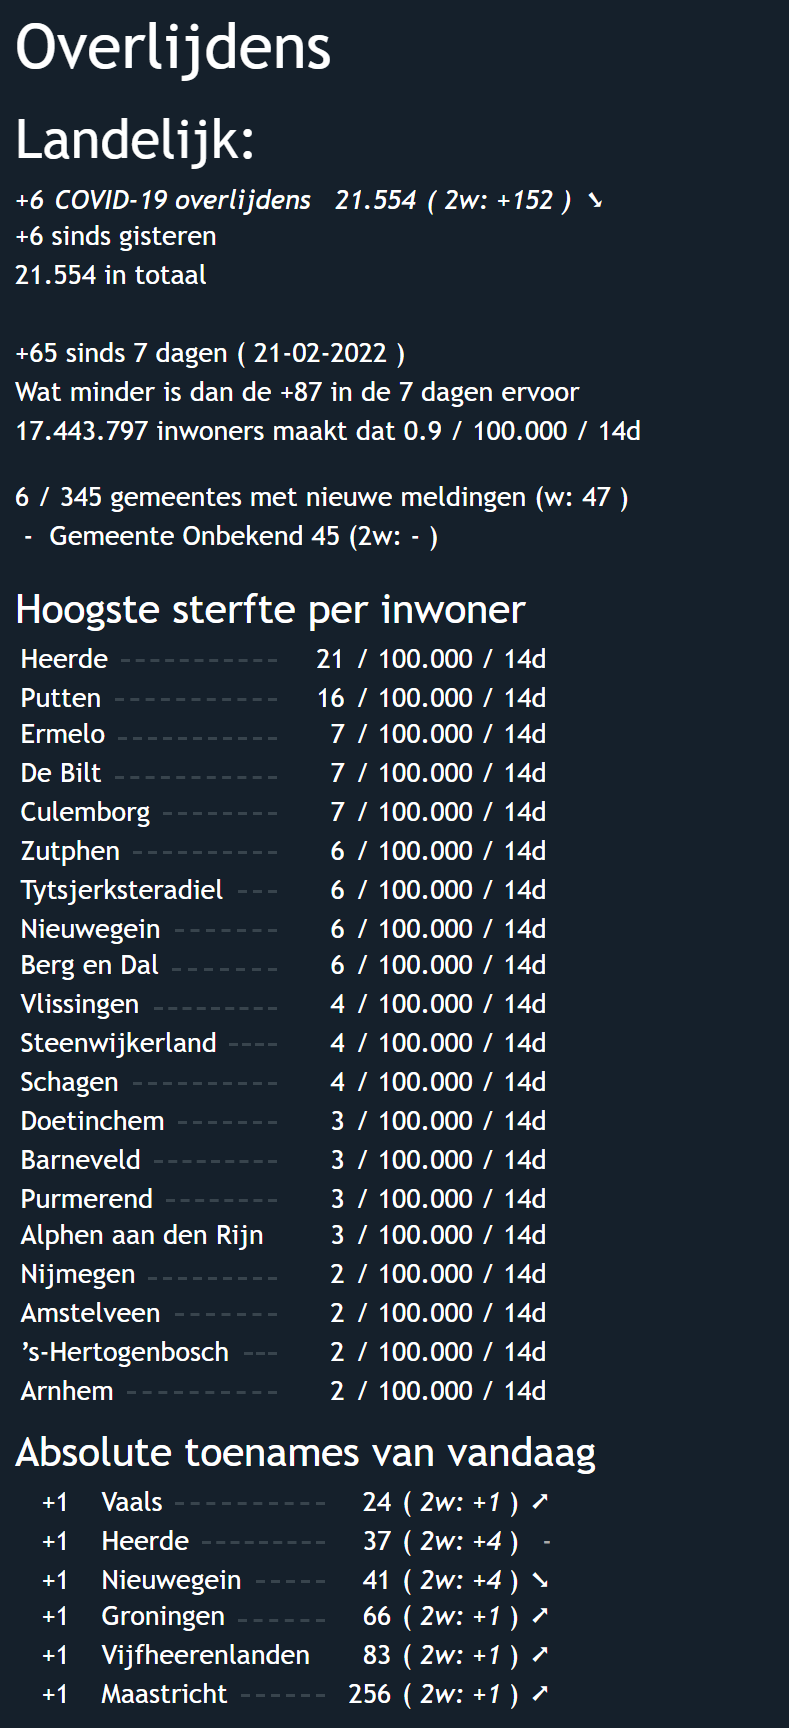 Overlijdens
Landelijk:
+6 COVID-19 overlijdens 21.554 ( 2w: +152 ) ➘
+6 sinds gisteren
21.554 in totaal
+65 sinds 7 dagen ( 21-02-2022 )
Wat minder is dan de +87 in de 7 dagen ervoor
17.443.797 inwoners maakt dat 0.9 / 100.000 / 14d
6 / 345 gemeentes met nieuwe meldingen (w: 47 )
- Gemeente Onbekend 45 (2w: - )
Hoogste sterfte per inwoner
Heerde ----------- 21 / 100.000 / 14d
Putten ------------ 16 / 100.000 / 14d
Ermelo ----------- 7 / 100.000 / 14d
De Bilt ------------ 7 / 100.000 / 14d
Culemborg -------- 7 / 100.000 / 14d
Zutphen ---------- 6 / 100.000 / 14d
Tytsjerksteradiel --- 6 / 100.000 / 14d
Nieuwegein ------- 6 / 100.000 / 14d
Berg en Dal ------- 6 / 100.000 / 14d
Vlissingen --------- 4 / 100.000 / 14d
Steenwijkerland ---- 4 / 100.000 / 14d
Schagen ---------- 4 / 100.000 / 14d
Doetinchem ------- 3 / 100.000 / 14d
Barneveld --------- 3 / 100.000 / 14d
Purmerend -------- 3 / 100.000 / 14d
Alphen aan den Rijn 3 / 100.000 / 14d
Nijmegen --------- 2 / 100.000 / 14d
Amstelveen ------- 2 / 100.000 / 14d
’s-Hertogenbosch --- 2 / 100.000 / 14d
Arnhem ----------- 2 / 100.000 / 14d
Absolute toenames van vandaag
+1 Vaals ----------- 24 ( 2w: +1 ) ➚
+1 Heerde --------- 37 ( 2w: +4 ) -
+1 Nieuwegein ----- 41 ( 2w: +4 ) ➘
+1 Groningen ------ 66 ( 2w: +1 ) ➚
+1 Vijfheerenlanden 83 ( 2w: +1 ) ➚
+1 Maastricht ------ 256 ( 2w: +1 ) ➚